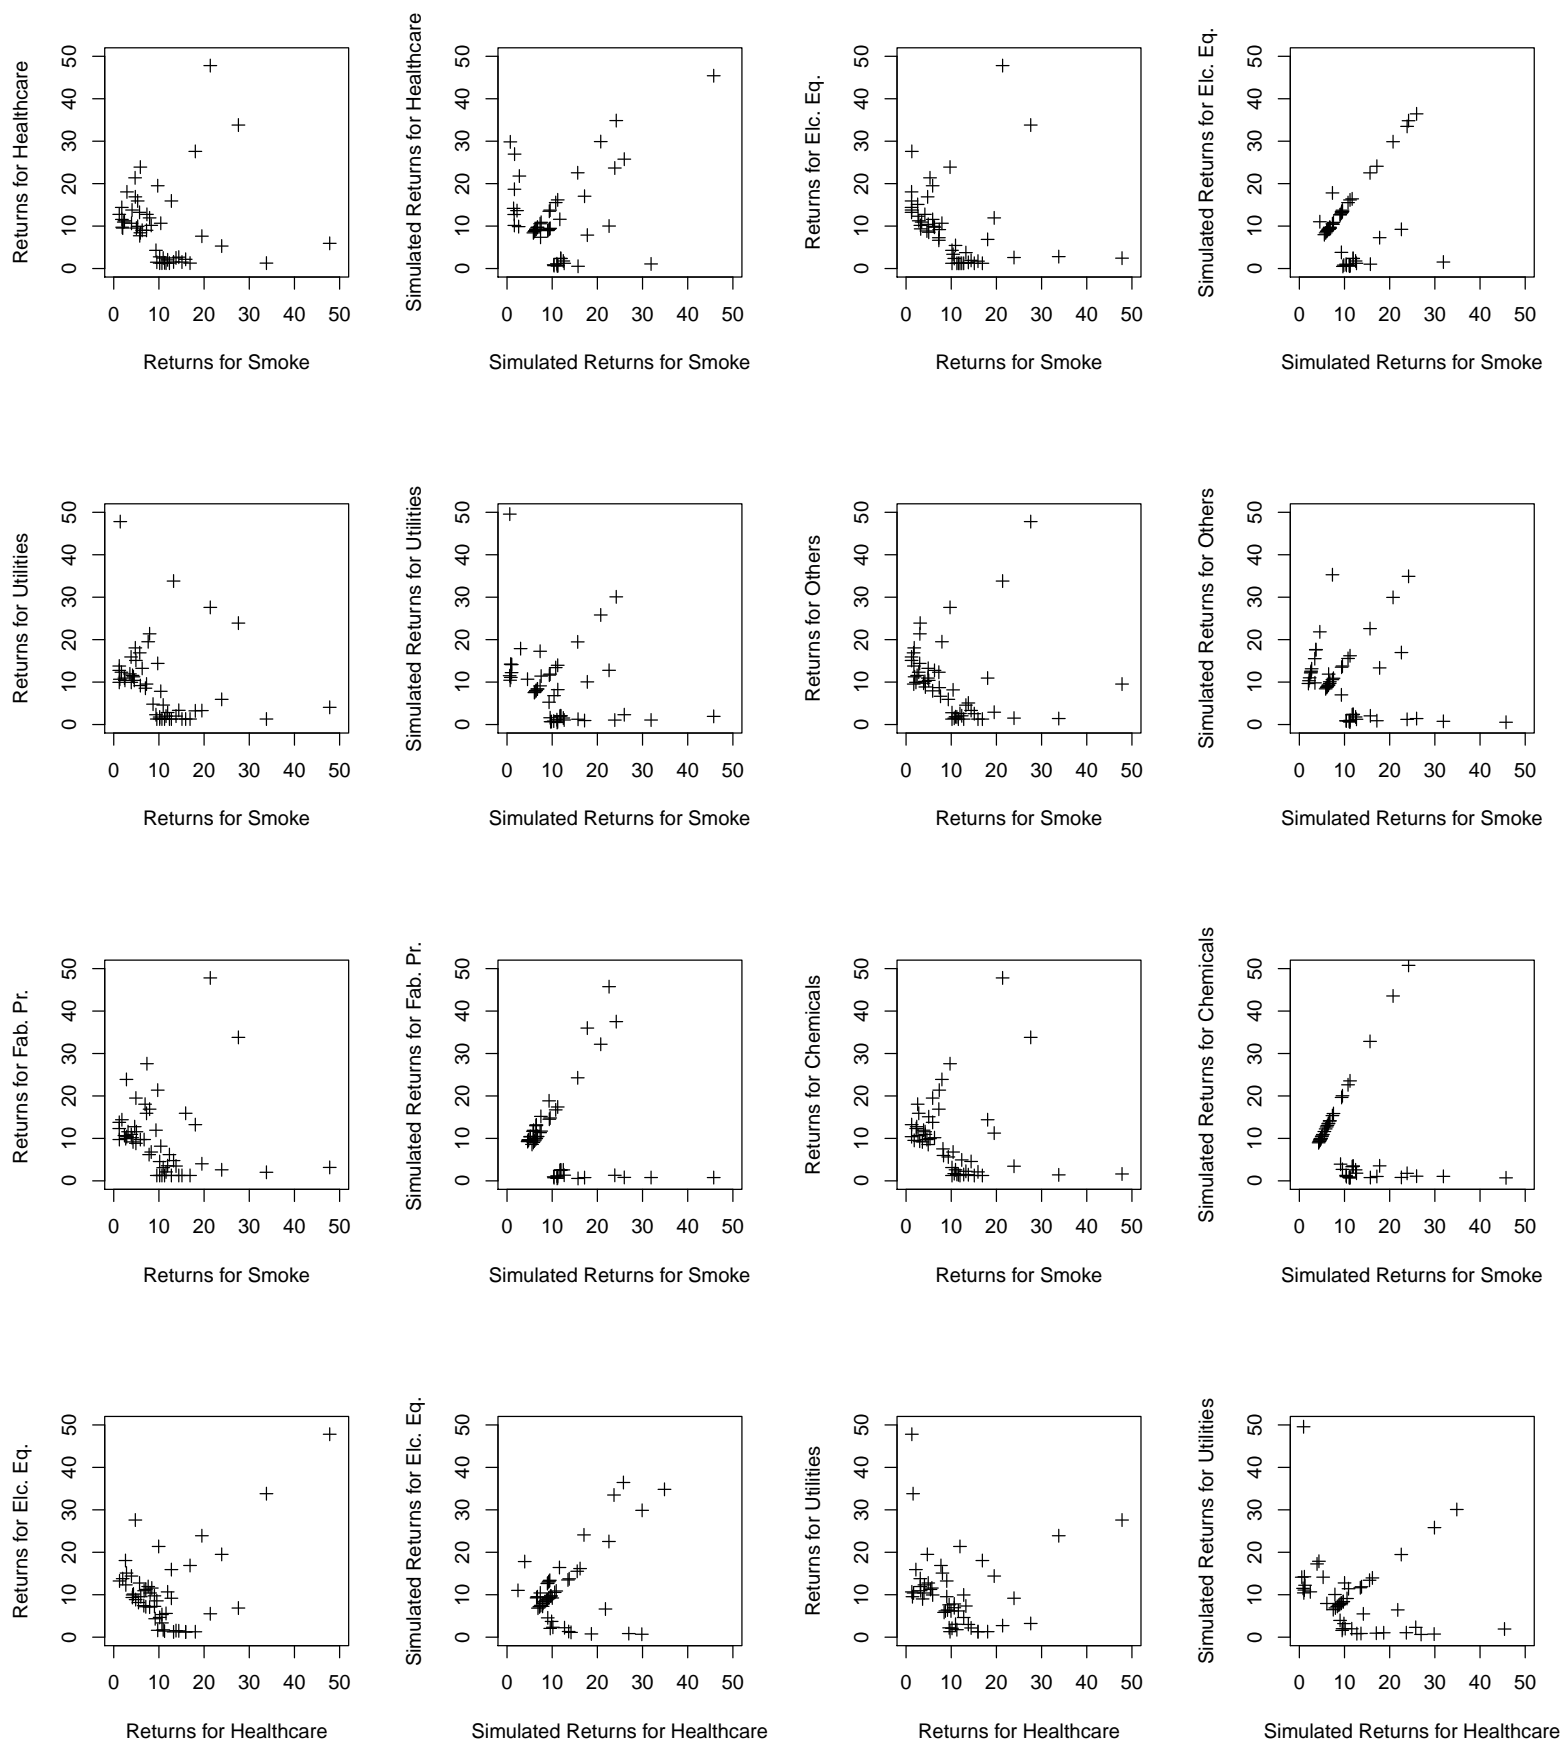 Returns for Healthcare
0 10 20 30 40 50
0 10 20 30 40 50
Returns for Smoke
Simulated Returns for Healthcare
0 10 20 30 40 50
0 10 20 30 40 50
Simulated Returns for Smoke
Returns for Elc. Eq.
0 10 20 30 40 50
0 10 20 30 40 50
Returns for Smoke
Simulated Returns for Elc. Eq.
0 10 20 30 40 50
0 10 20 30 40 50
Simulated Returns for Smoke
Returns for Utilities
0 10 20 30 40 50
0 10 20 30 40 50
Returns for Smoke
Simulated Returns for Utilities
0 10 20 30 40 50
0 10 20 30 40 50
Simulated Returns for Smoke
Returns for Others
0 10 20 30 40 50
0 10 20 30 40 50
Returns for Smoke
Simulated Returns for Others
0 10 20 30 40 50
0 10 20 30 40 50
Simulated Returns for Smoke
Returns for Fab. Pr.
0 10 20 30 40 50
0 10 20 30 40 50
Returns for Smoke
Simulated Returns for Fab. Pr.
0 10 20 30 40 50
0 10 20 30 40 50
Simulated Returns for Smoke
Returns for Chemicals
0 10 20 30 40 50
0 10 20 30 40 50
Returns for Smoke
Simulated Returns for Chemicals
0 10 20 30 40 50
0 10 20 30 40 50
Simulated Returns for Smoke
Returns for Elc. Eq.
0 10 20 30 40 50
0 10 20 30 40 50
Returns for Healthcare
Simulated Returns for Elc. Eq.
0 10 20 30 40 50
0 10 20 30 40 50
Simulated Returns for Healthcare
Returns for Utilities
0 10 20 30 40 50
0 10 20 30 40 50
Returns for Healthcare
Simulated Returns for Utilities
0 10 20 30 40 50
0 10 20 30 40 50
Simulated Returns for Healthcare